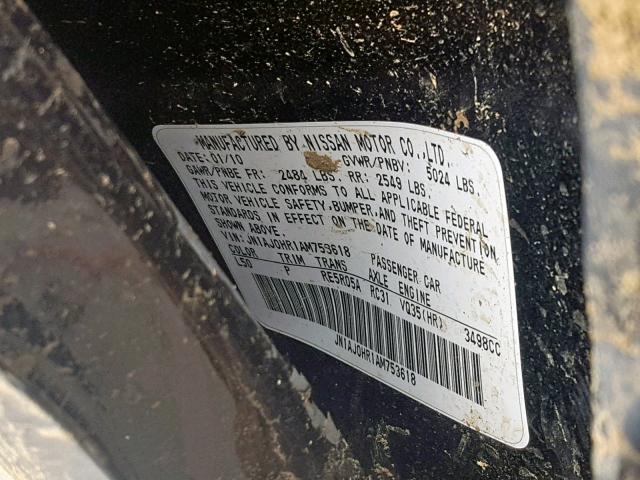 MANUFACTURED BY NISSAN MOTOR CO.,LTD.
DATE: 01/10 GVWR/PNBV: 5024 LBS
GAWR/PNBE FR: 2484 LBS RR: 2549 LBS
THIS VEHICLE CONFORMS TO ALL APPLICABLE FEDERAL
MOTOR VEHICLE SAFETY, BUMPER, AND THEFT PREVENTION
STANDARDS IN EFFECT ON THE DATE OF MANUFACTURE
SHOWN ABOVE.
VIN: JN1AJ0HR1AM753618 PASSENGER CAR
COLOR TRIM TRANS AXLE ENGINE
L50 P RE5R05A RC31 VQ35(HR) 3498CC
JN1AJ0HR1AM753618